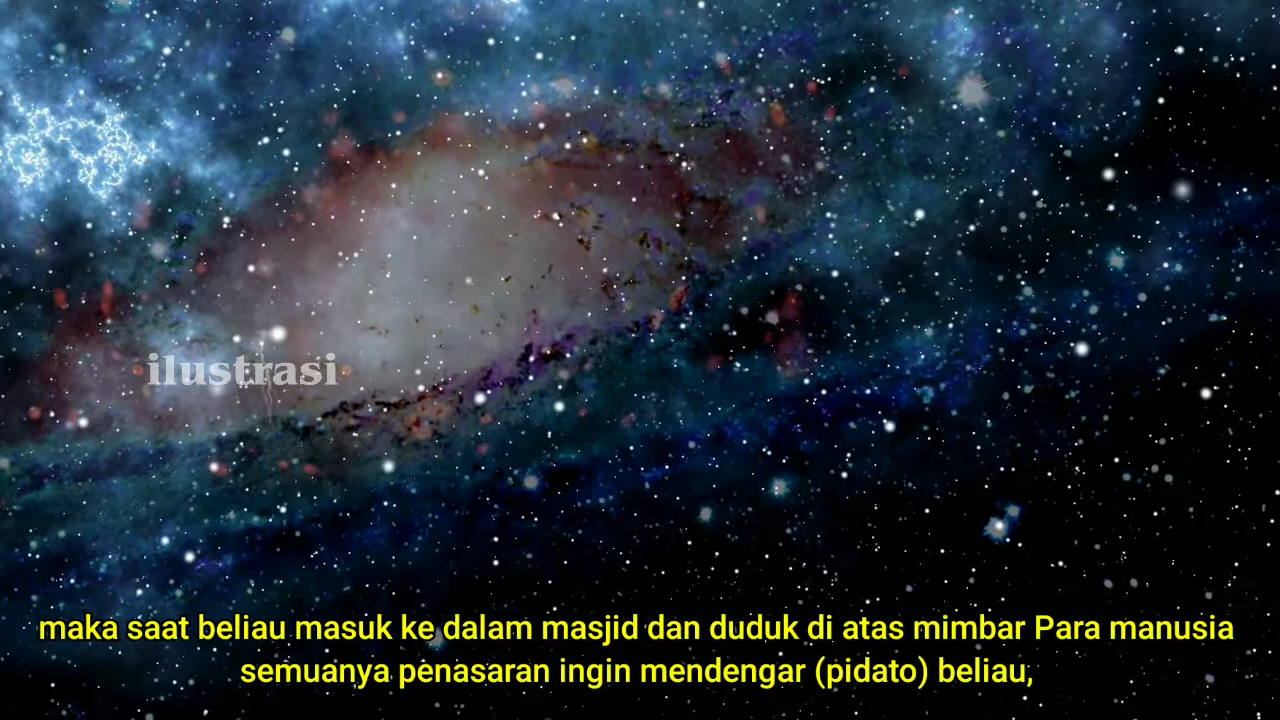 ilustrasi
maka saat beliau masuk ke dalam masjid dan duduk di atas mimbar Para manusia
semuanya penasaran ingin mendengar (pidato) beliau,